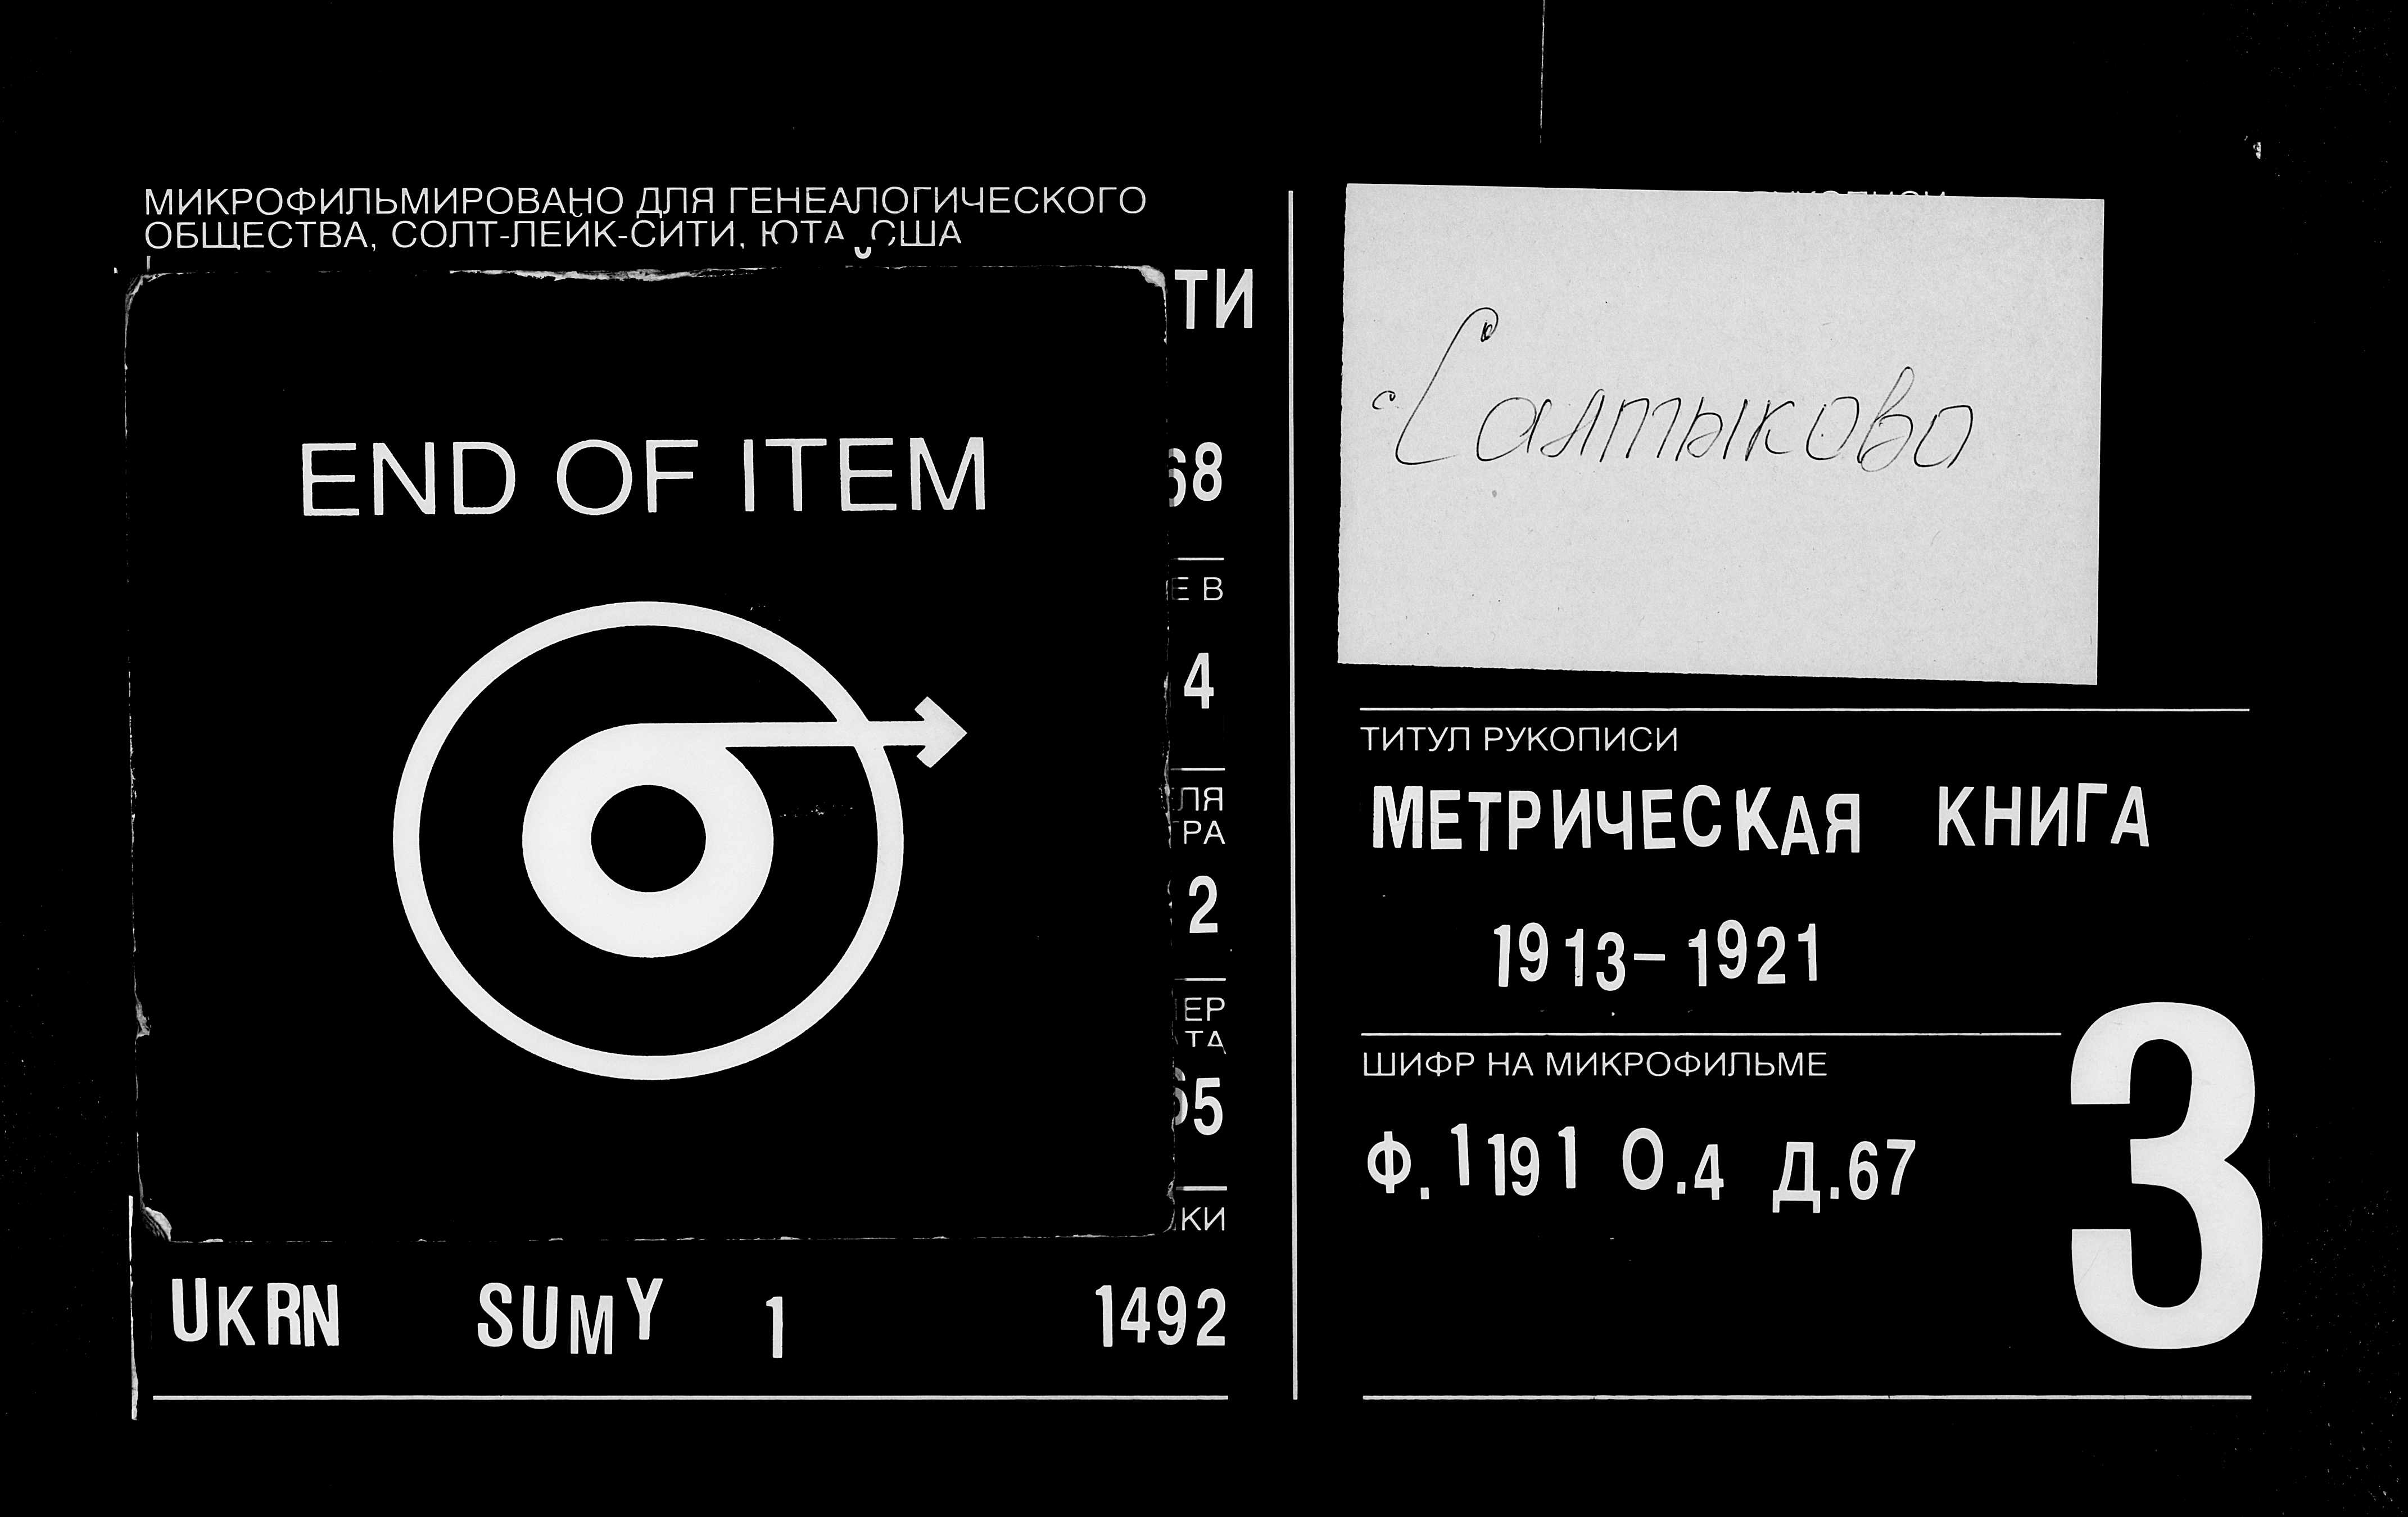 МИКРОФИЛЬМИРОВАНО ДЛЯ ГЕНЕАЛОГИЧЕСКОГО
ОБЩЕСТВА, СОЛТ-ЛЕЙК-СИТИ, ЮТА, США
ТИ
END OF ITEM
68
Е В
4
ЛЯ
РА
2
ЕР
ТА
65
КИ
UKRN SUMY 1 1492
Салтыково
ТИТУЛ РУКОПИСИ
МЕТРИЧЕСКАЯ КНИГА
1913-1921
ШИФР НА МИКРОФИЛЬМЕ
Ф.1191 О.4 Д.67
3